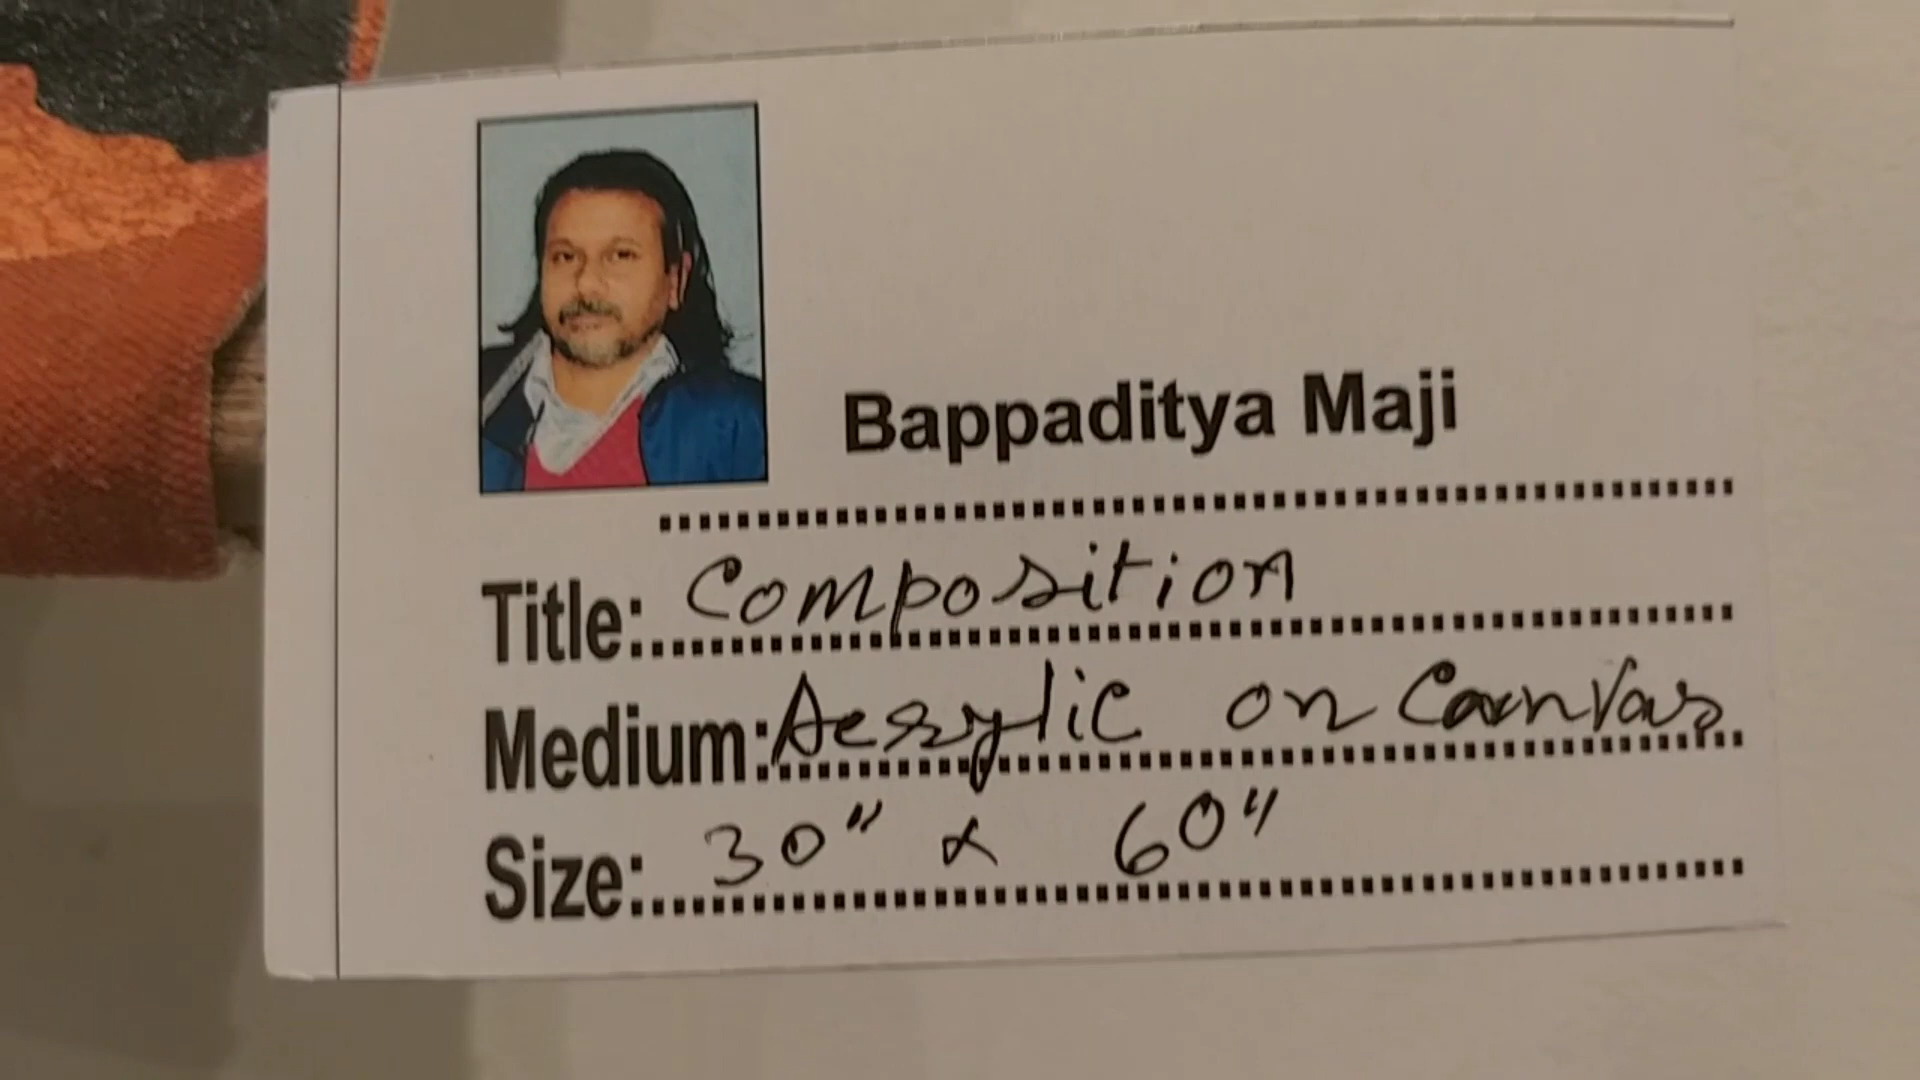 Bappaditya Maji
Title: Composition
Medium: Acrylic on Canvas
Size: 30" x 60"